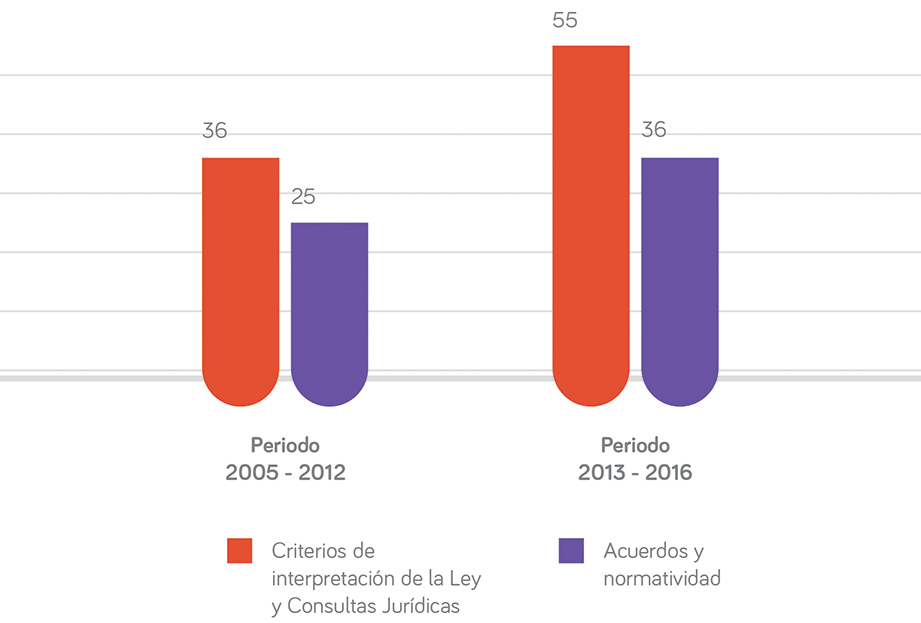 55
36
36
25
Periodo
2005 - 2012
Periodo
2013 - 2016
Criterios de
interpretación de la Ley
y Consultas Jurídicas
Acuerdos y
normatividad